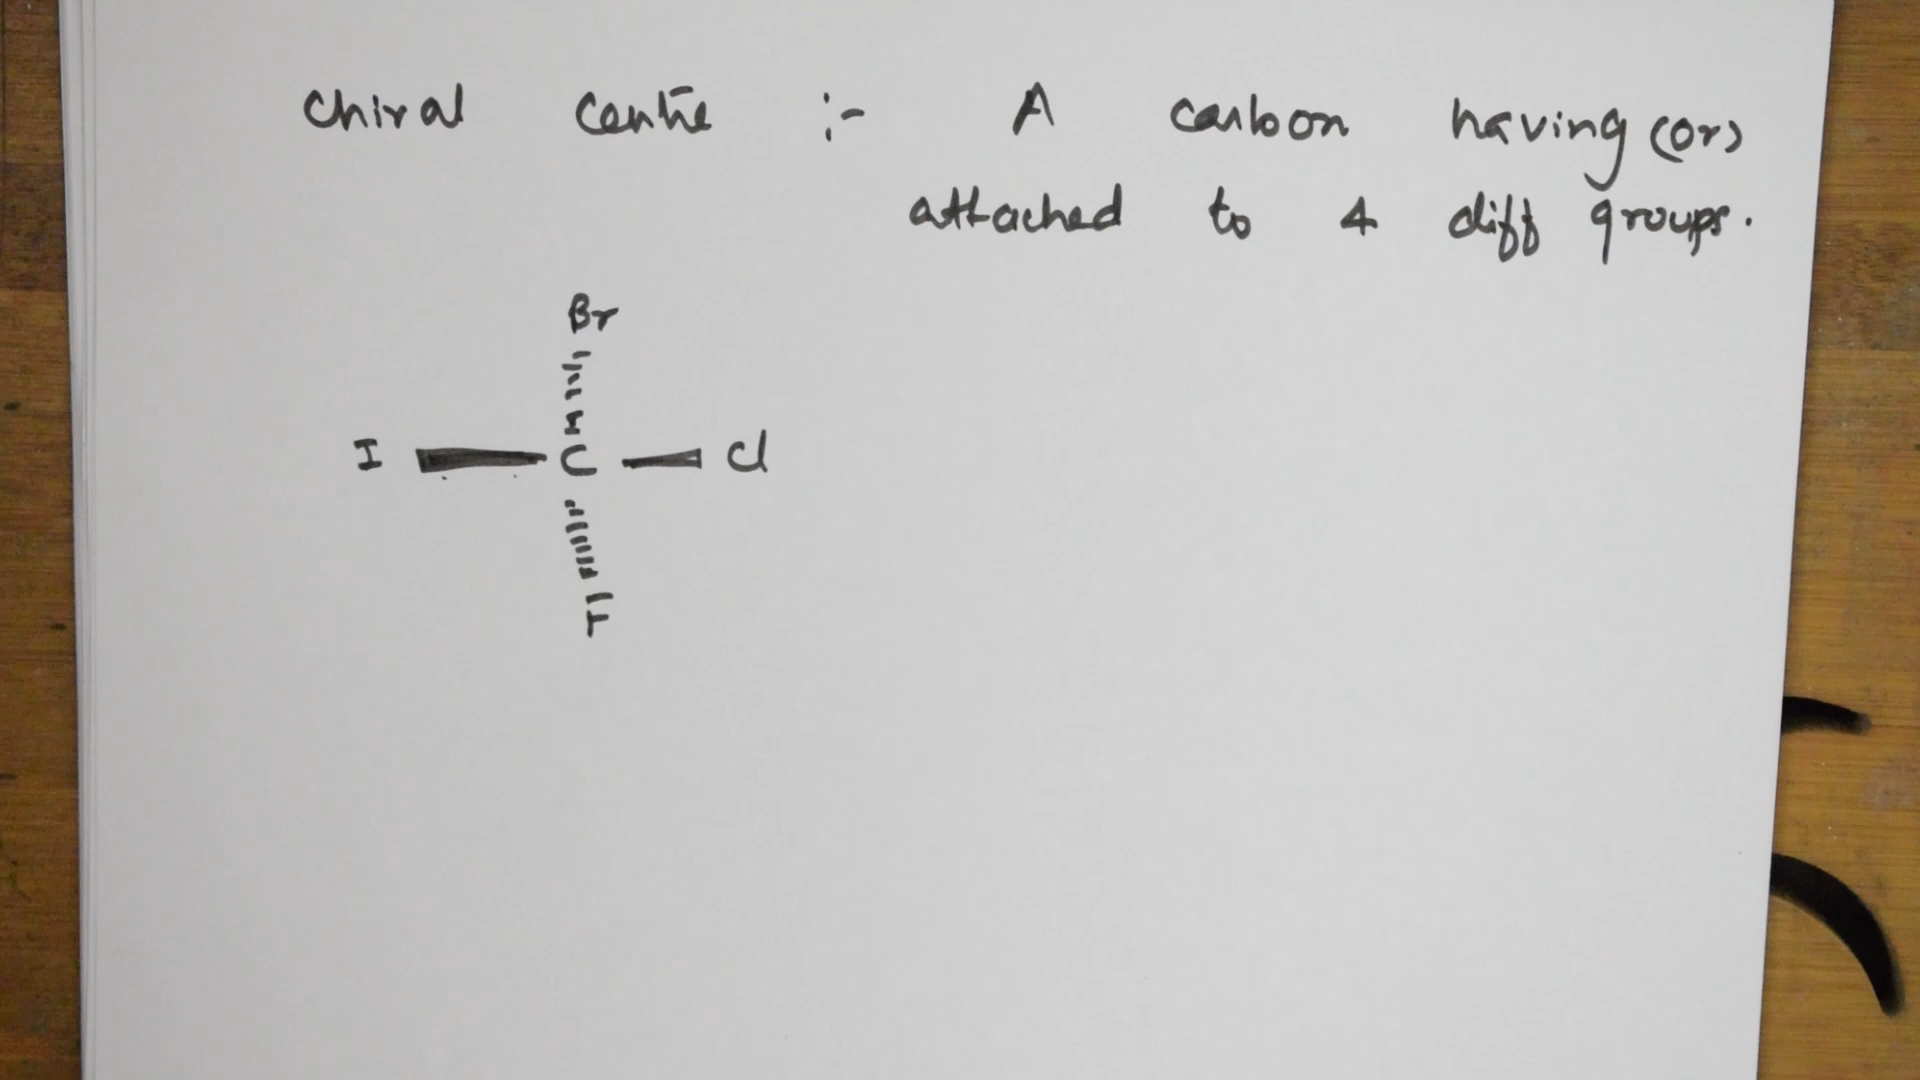 Chiral centre :- A carbon having (or)
attached to 4 diff groups.
Br
I C Cl